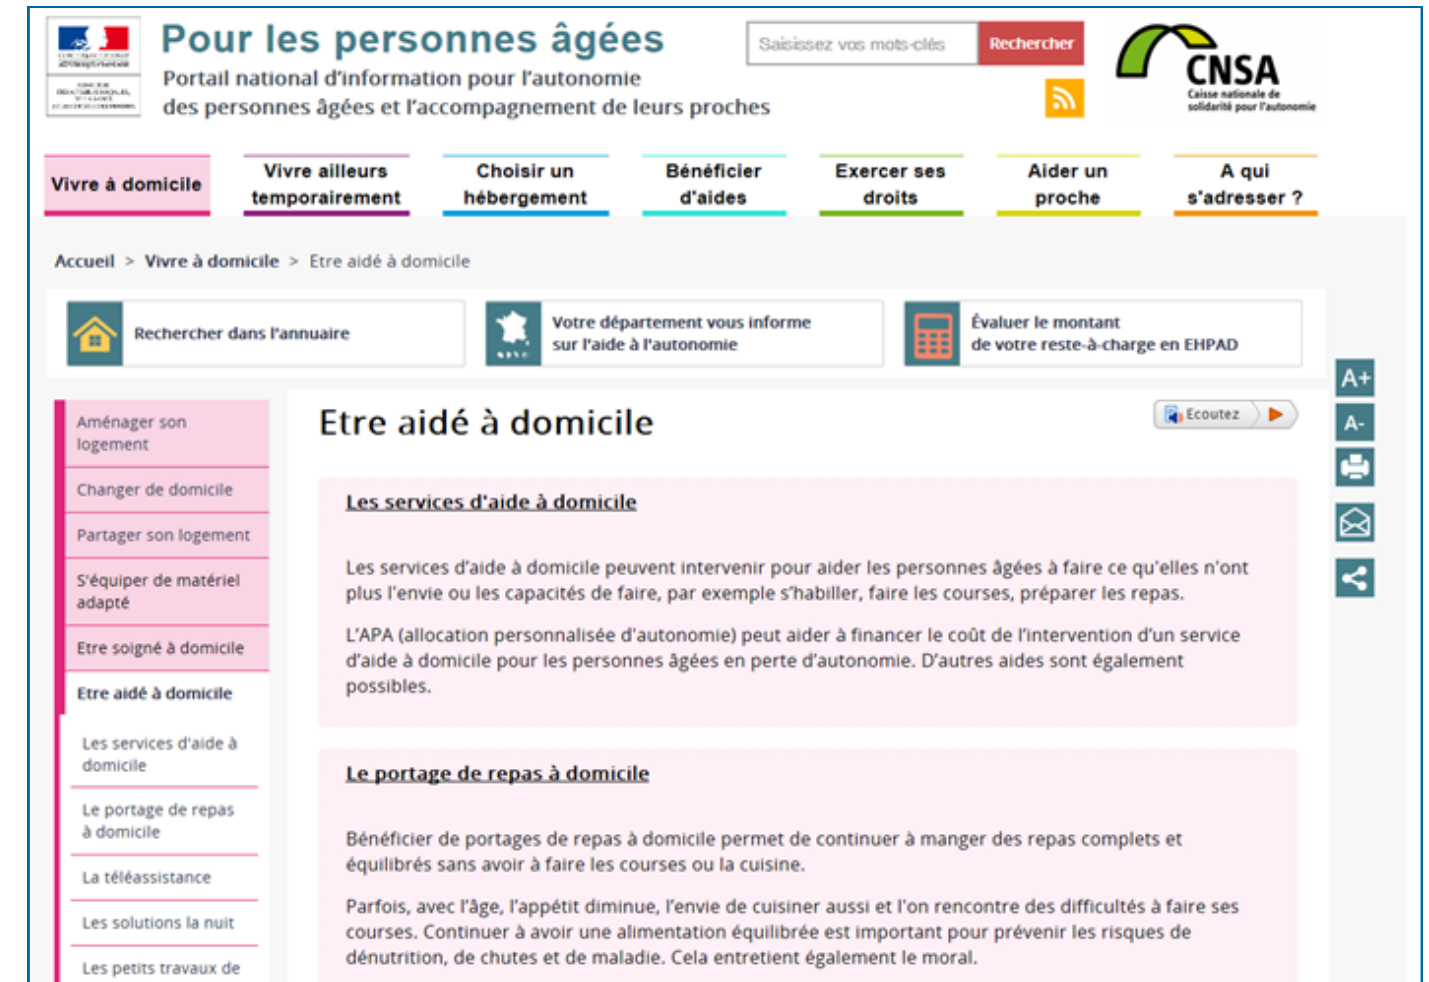 Pour les personnes âgées
Portail national d'information pour l'autonomie
des personnes âgées et l'accompagnement de leurs proches
Saisissez vos mots-clés
Rechercher
CNSA
Caisse nationale de
solidarité pour l'autonomie
Vivre à domicile
Vivre ailleurs
temporairement
Choisir un
hébergement
Bénéficier
d'aides
Exercer ses
droits
Aider un
proche
A qui
s'adresser ?
Accueil > Vivre à domicile > Etre aidé à domicile
Rechercher dans l'annuaire
Votre département vous informe
sur l'aide à l'autonomie
Évaluer le montant
de votre reste-à-charge en EHPAD
A+
A-
Aménager son
logement
Changer de domicile
Partager son logement
S'équiper de matériel
adapté
Etre soigné à domicile
Etre aidé à domicile
Les services d'aide à
domicile
Le portage de repas
à domicile
La téléassistance
Les solutions la nuit
Les petits travaux de
Etre aidé à domicile
Ecoutez
Les services d'aide à domicile
Les services d’aide à domicile peuvent intervenir pour aider les personnes âgées à faire ce qu'elles n'ont
plus l'envie ou les capacités de faire, par exemple s’habiller, faire les courses, préparer les repas.
L’APA (allocation personnalisée d'autonomie) peut aider à financer le coût de l’intervention d’un service
d’aide à domicile pour les personnes âgées en perte d’autonomie. D’autres aides sont également
possibles.
Le portage de repas à domicile
Bénéficier de portages de repas à domicile permet de continuer à manger des repas complets et
équilibrés sans avoir à faire les courses ou la cuisine.
Parfois, avec l’âge, l’appétit diminue, l’envie de cuisiner aussi et l'on rencontre des difficultés à faire ses
courses. Continuer à avoir une alimentation équilibrée est important pour prévenir les risques de
dénutrition, de chutes et de maladie. Cela entretient également le moral.